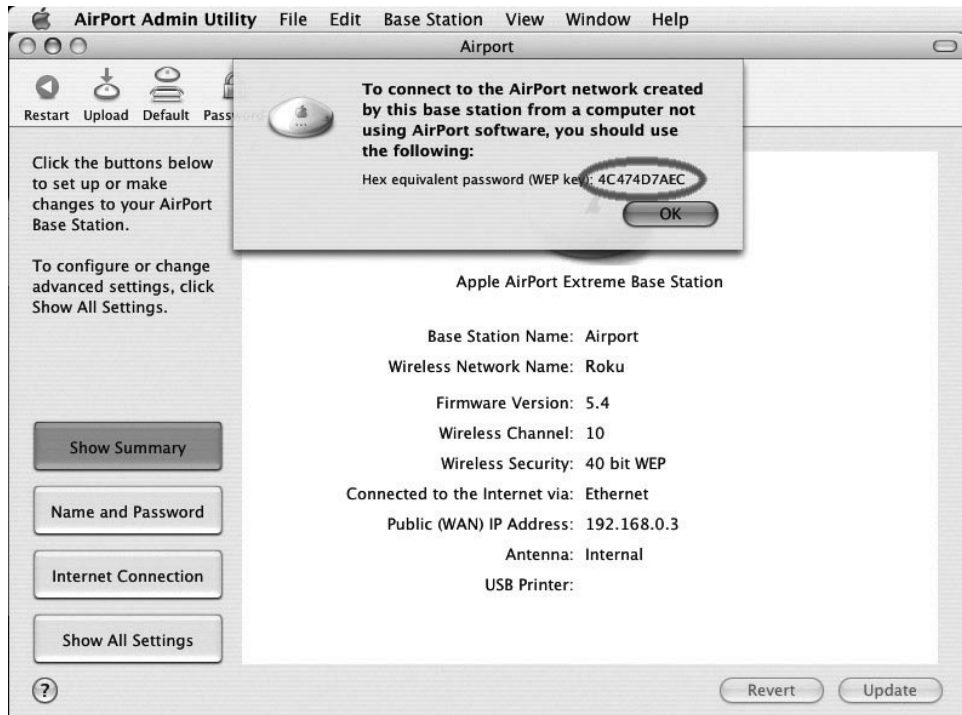 AirPort Admin Utility File Edit Base Station View Window Help
Airport
Restart Upload Default
To connect to the AirPort network created
by this base station from a computer not
using AirPort software, you should use
the following:
Hex equivalent password (WEP key): 4C474D7AEC
OK
Click the buttons below
to set up or make
changes to your AirPort
Base Station.
To configure or change
advanced settings, click
Show All Settings.
Show Summary
Name and Password
Internet Connection
Show All Settings
Apple AirPort Extreme Base Station
Base Station Name: Airport
Wireless Network Name: Roku
Firmware Version: 5.4
Wireless Channel: 10
Wireless Security: 40 bit WEP
Connected to the Internet via: Ethernet
Public (WAN) IP Address: 192.168.0.3
Antenna: Internal
USB Printer:
?
Revert Update